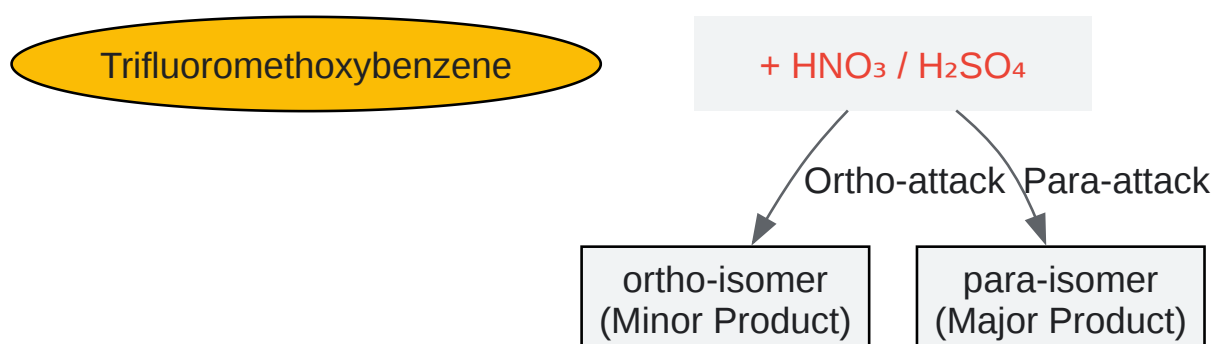 Trifluoromethoxybenzene
+ HNO₃ / H₂SO₄
Ortho-attack
Para-attack
ortho-isomer
(Minor Product)
para-isomer
(Major Product)